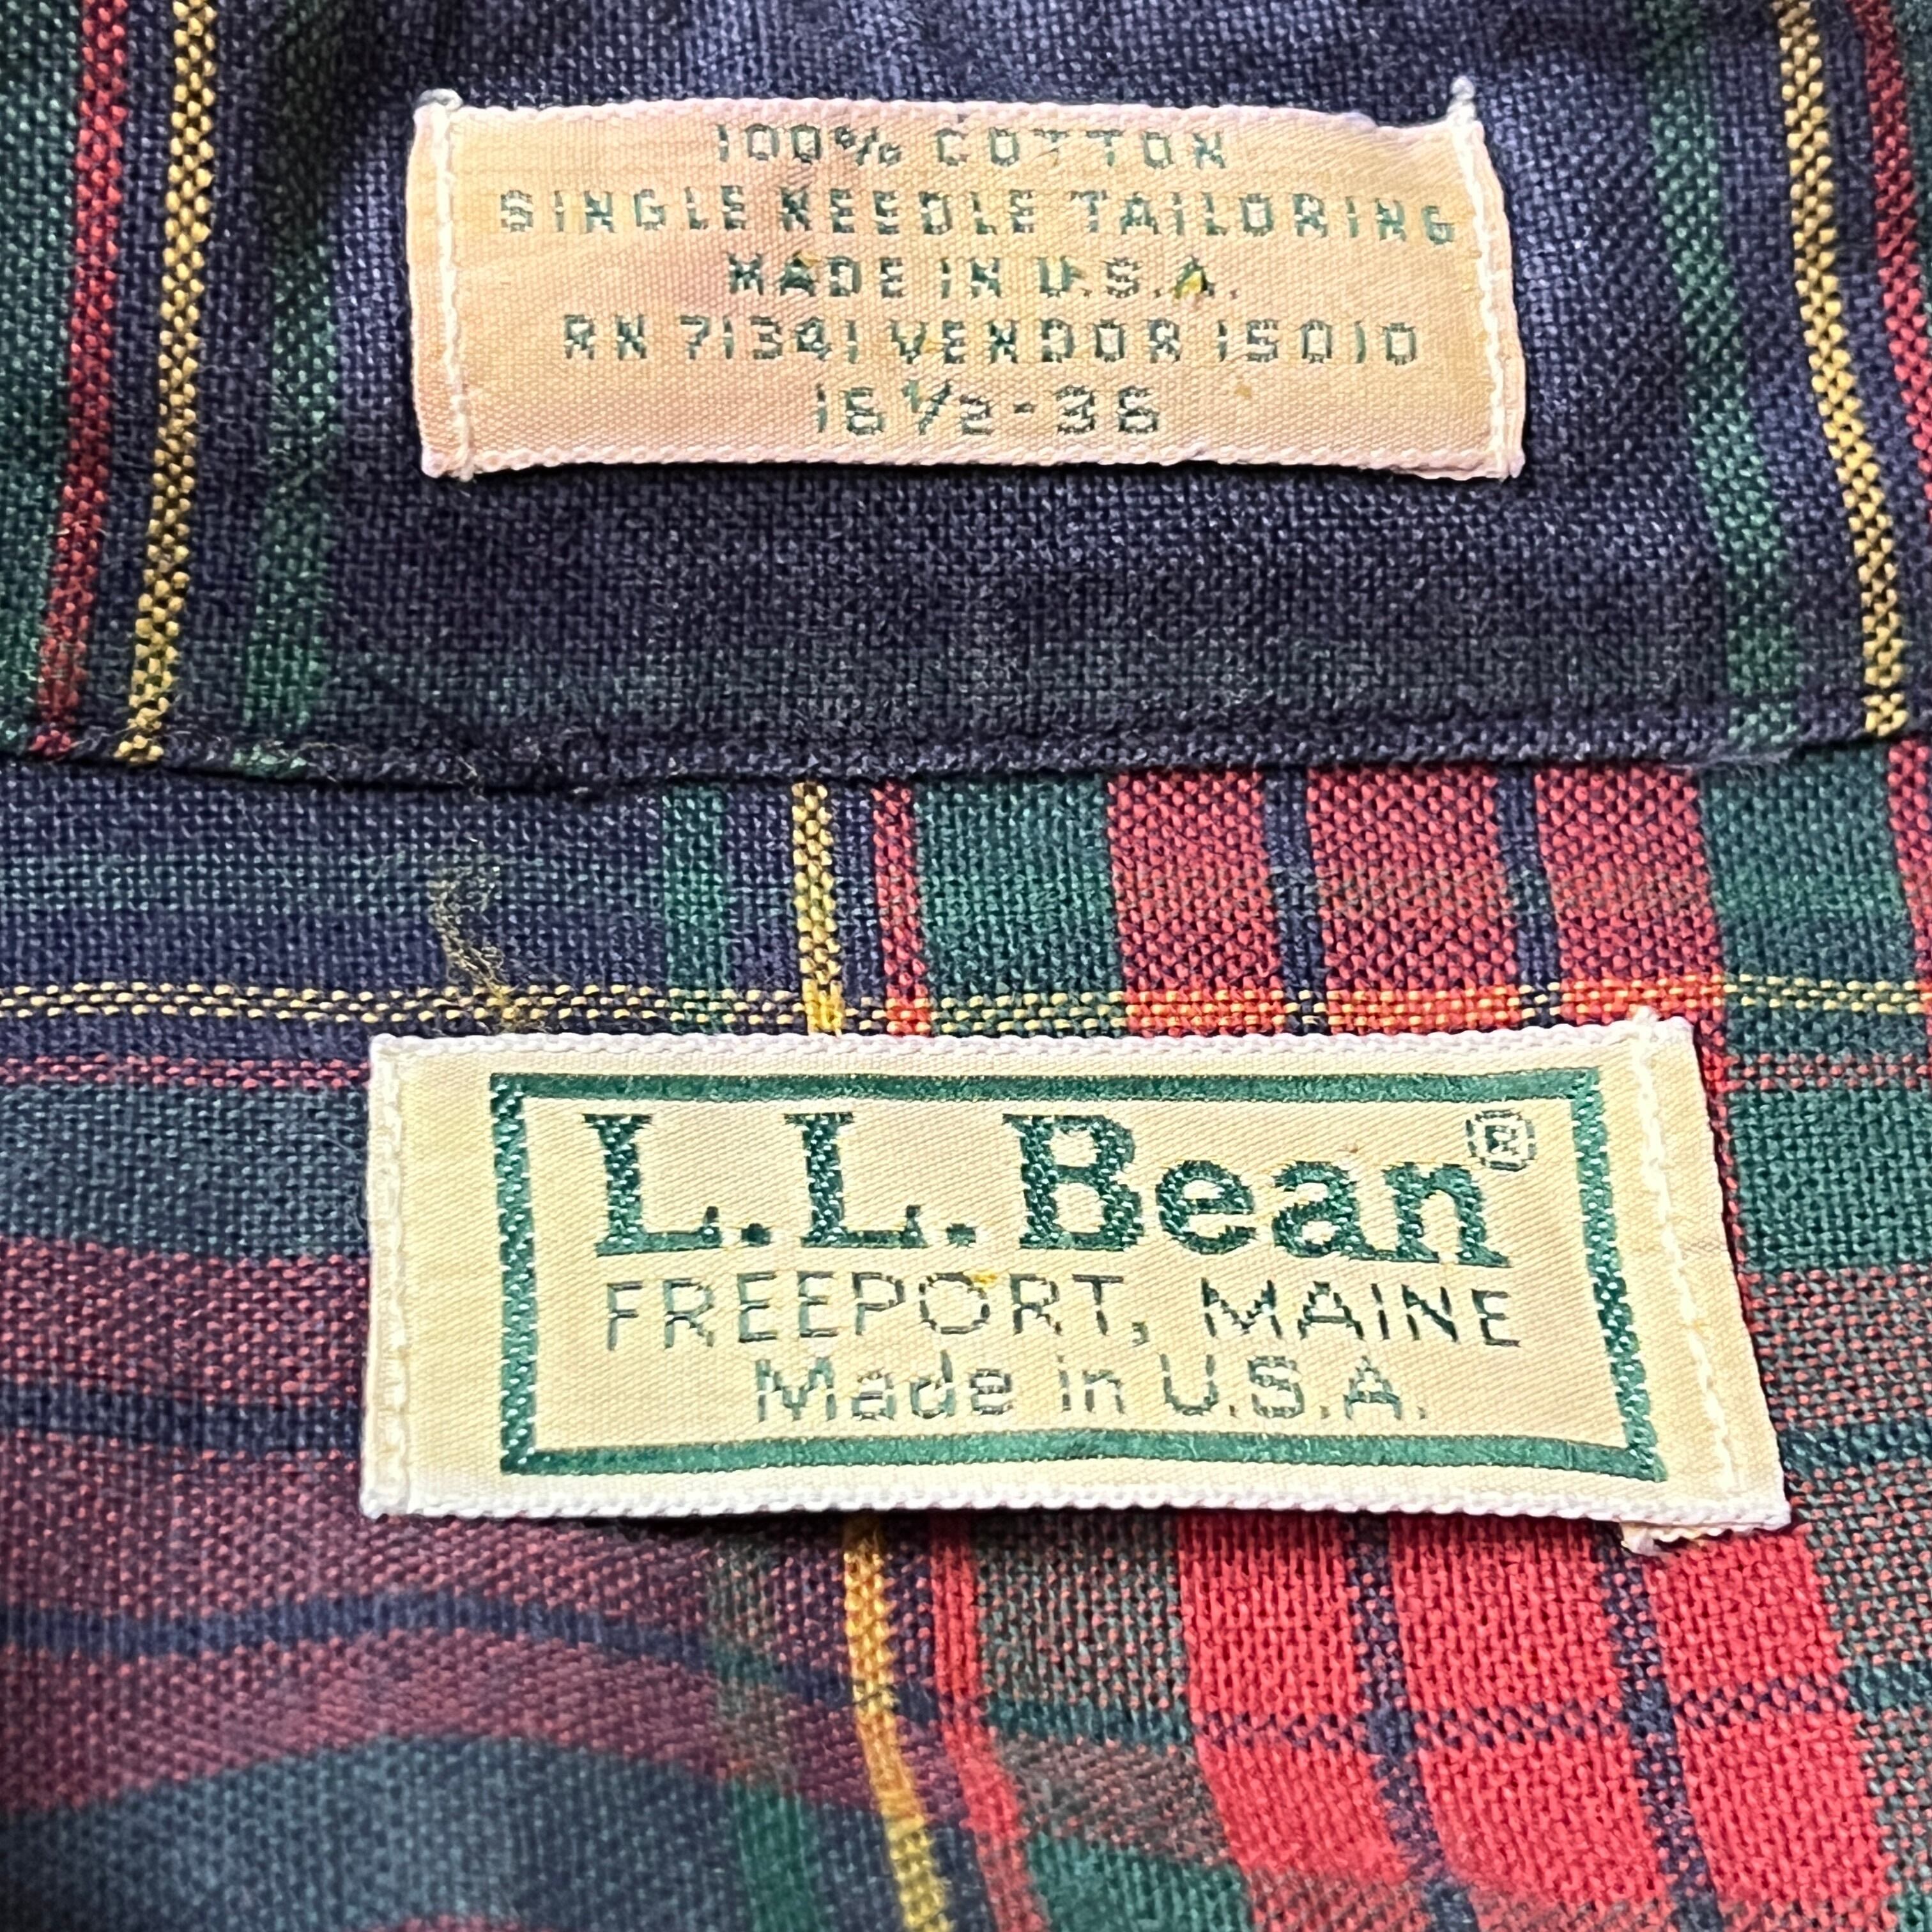 100% COTTON
SINGLE NEEDLE TAILORING
MADE IN U.S.A.
RN 71341 VENDOR 15010
16 1/2-36
L.L.Bean®
FREEPORT, MAINE
Made in U.S.A.